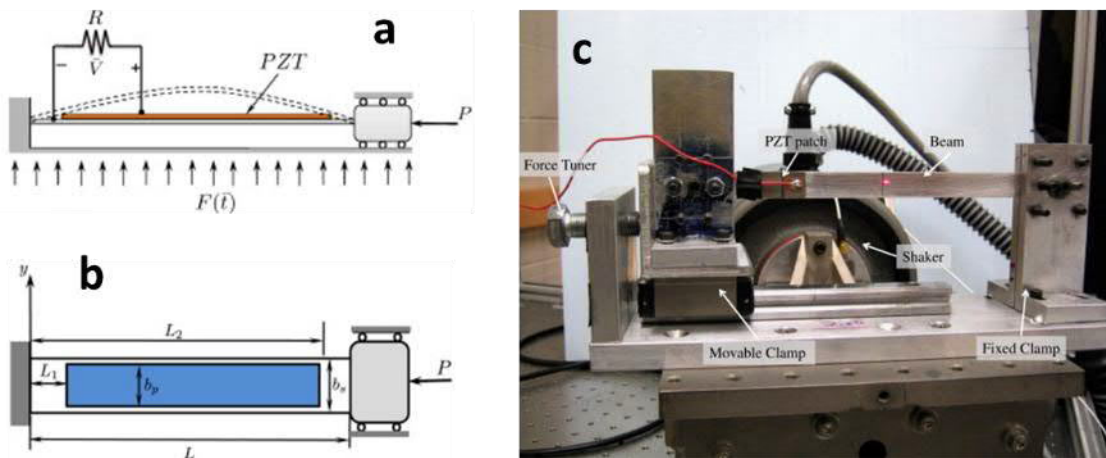 a
R
Ṽ
−
+
PZT
P
F(t̃)
b
y
L₂
L₁
bₚ
bₛ
P
L
c
PZT patch
Beam
Force Tuner
Shaker
Movable Clamp
Fixed Clamp